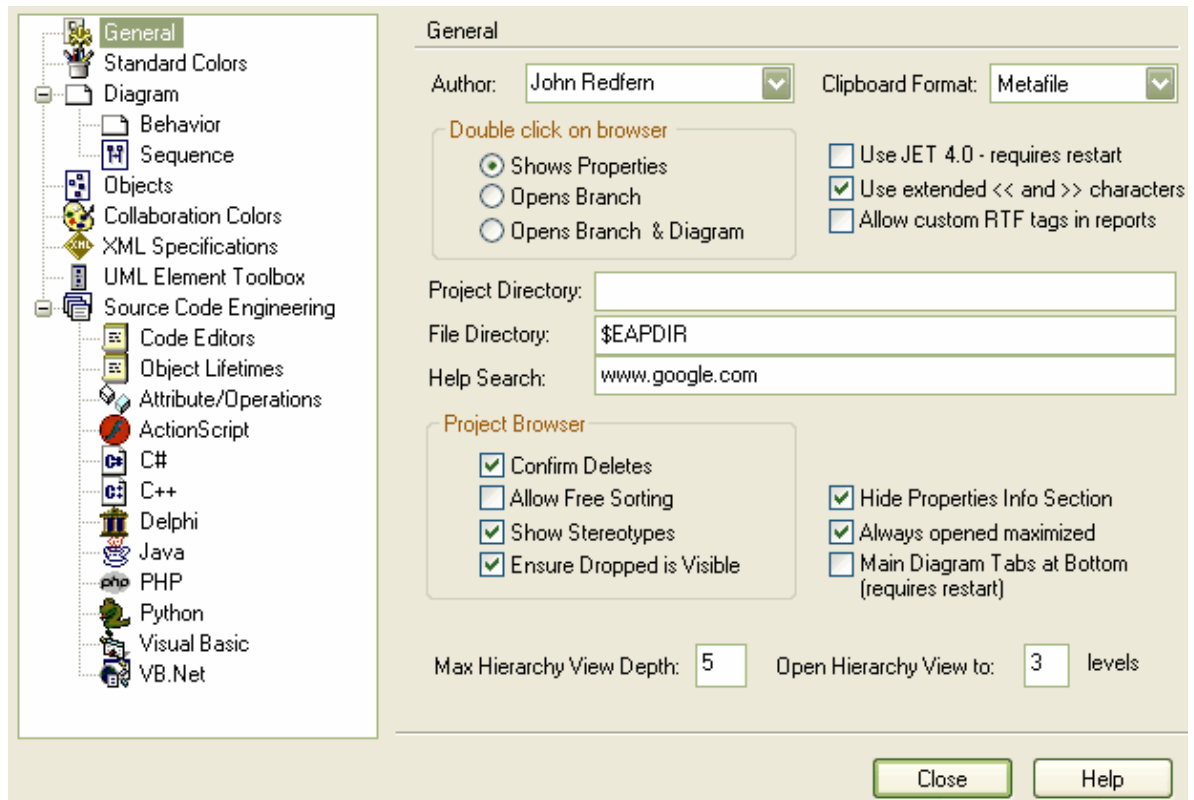 General
Standard Colors
Diagram
Behavior
Sequence
Objects
Collaboration Colors
XML Specifications
UML Element Toolbox
Source Code Engineering
Code Editors
Object Lifetimes
Attribute/Operations
ActionScript
C#
C++
Delphi
Java
PHP
Python
Visual Basic
VB.Net
General
Author: John Redfern
Clipboard Format: Metafile
Double click on browser
Shows Properties
Opens Branch
Opens Branch & Diagram
Use JET 4.0 - requires restart
Use extended << and >> characters
Allow custom RTF tags in reports
Project Directory:
File Directory: $EAPDIR
Help Search: www.google.com
Project Browser
Confirm Deletes
Allow Free Sorting
Show Stereotypes
Ensure Dropped is Visible
Hide Properties Info Section
Always opened maximized
Main Diagram Tabs at Bottom
(requires restart)
Max Hierarchy View Depth: 5
Open Hierarchy View to: 3 levels
Close
Help